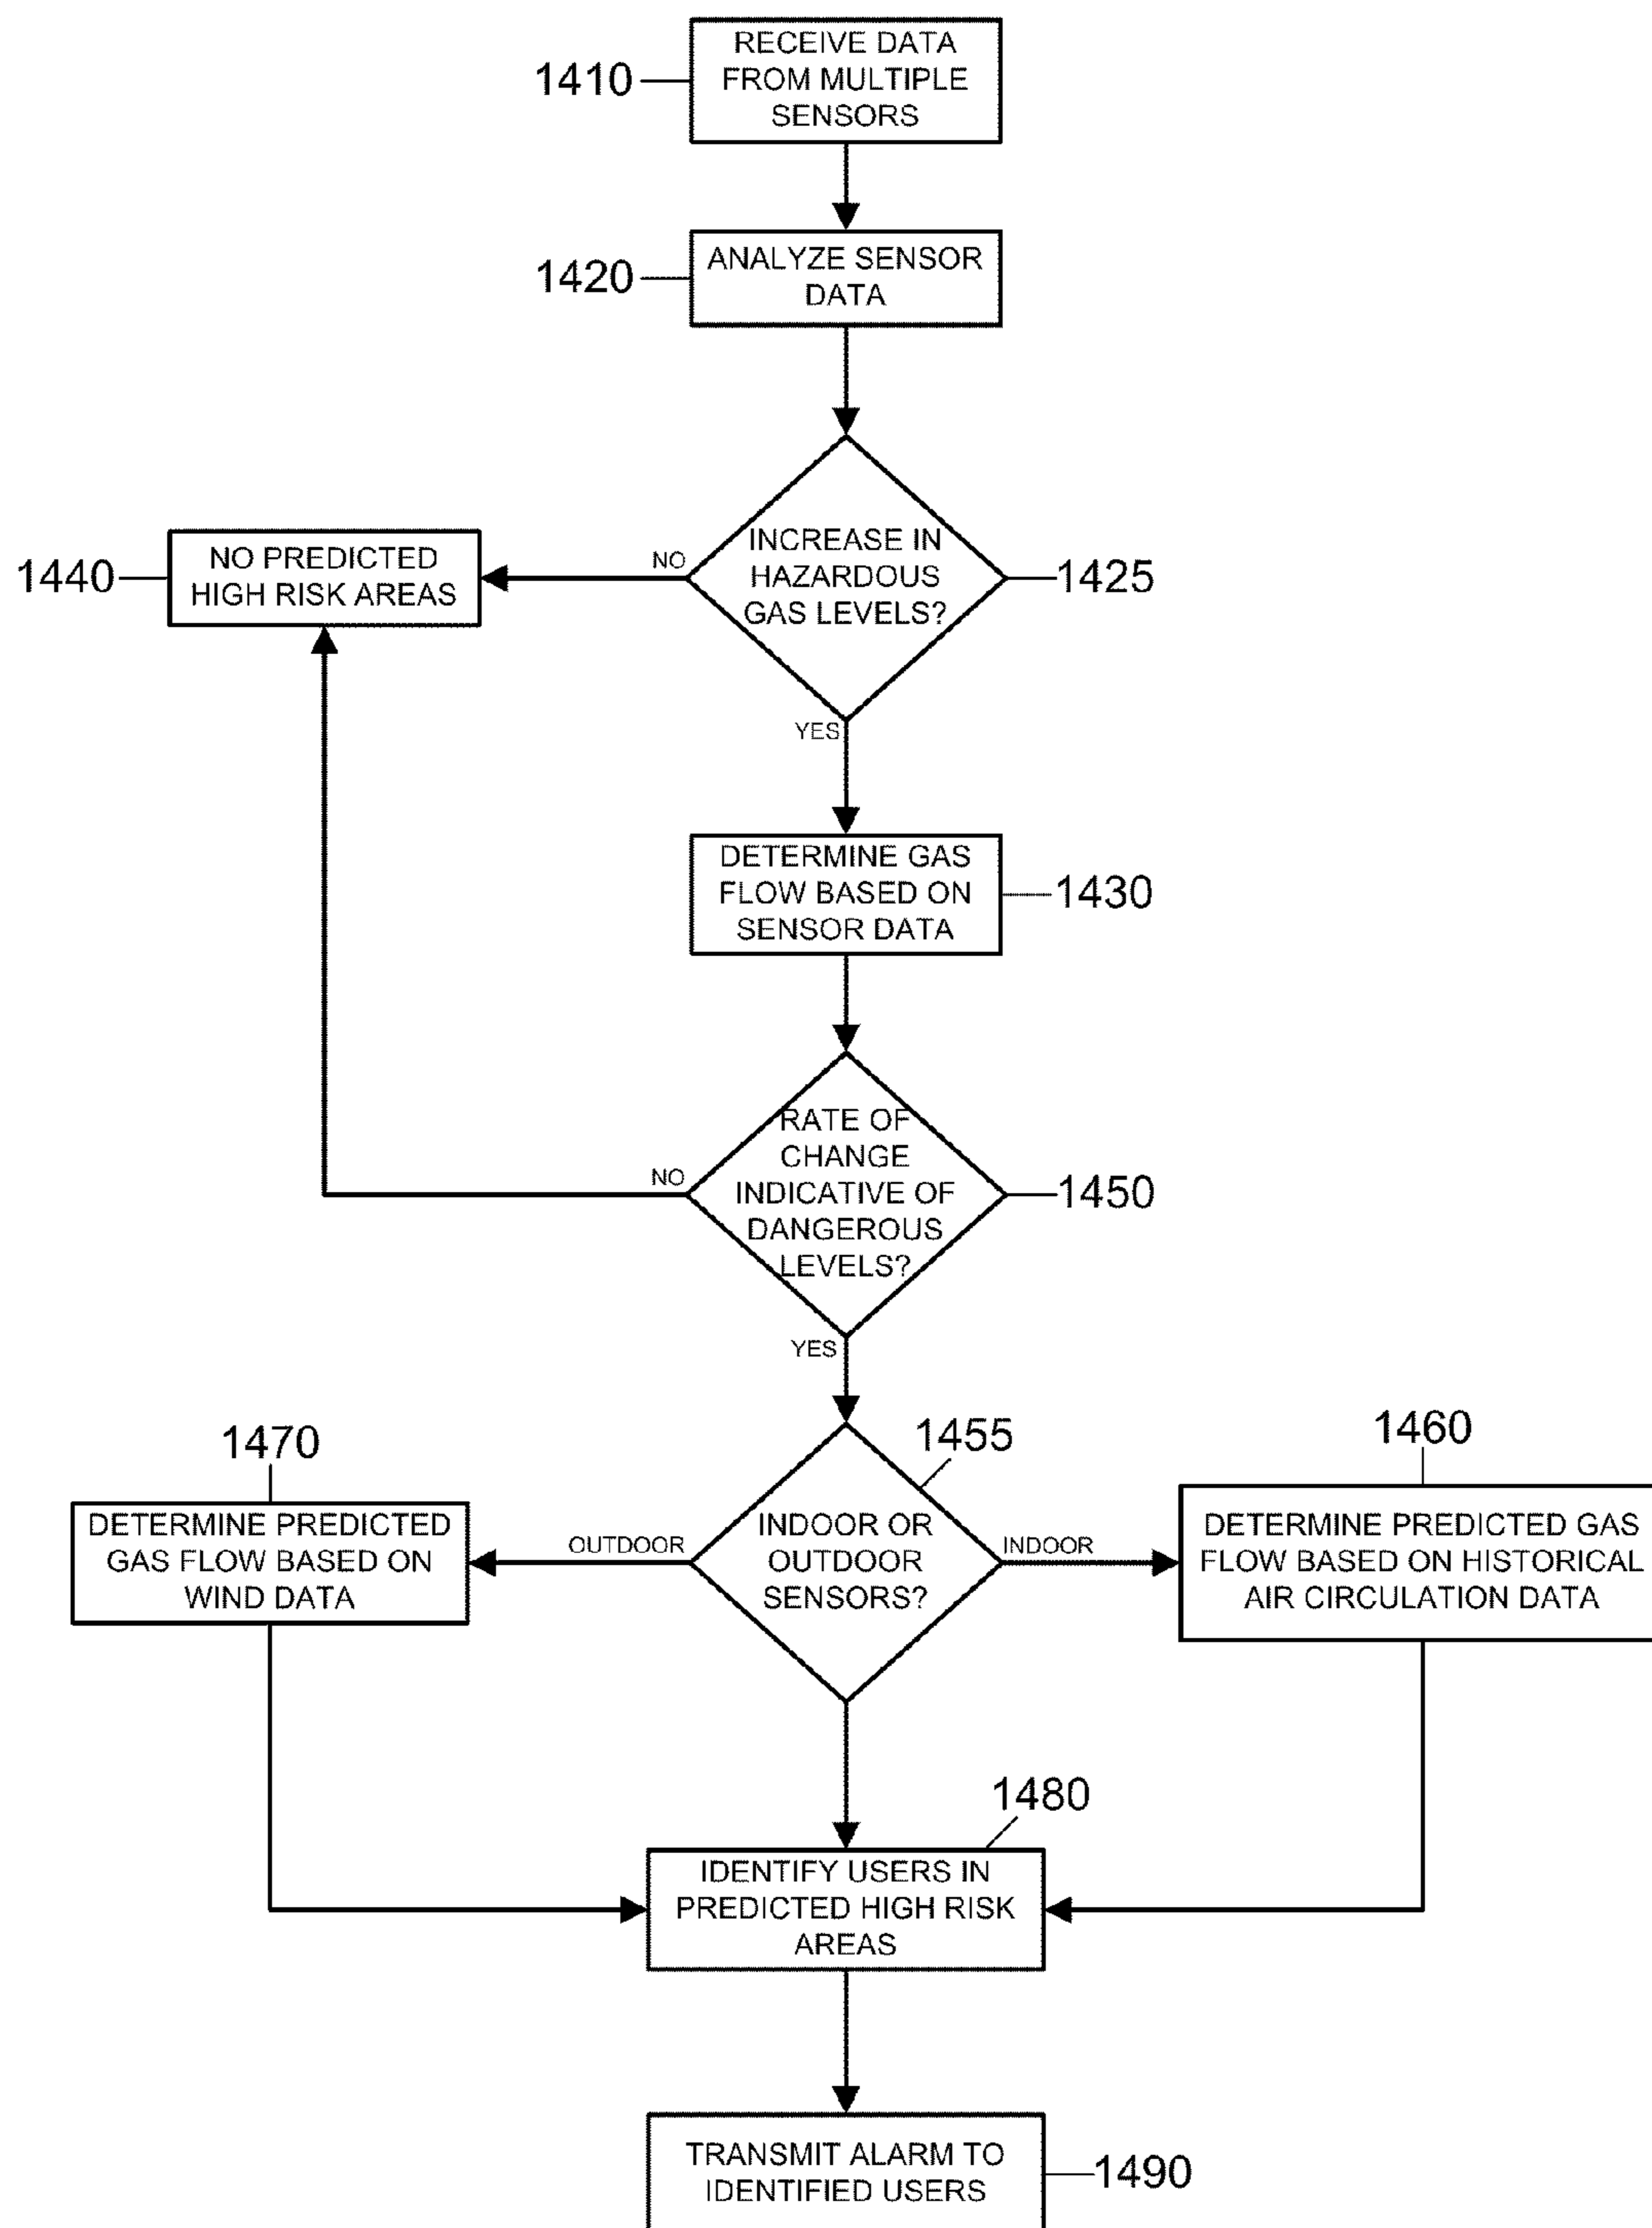 RECEIVE DATA
FROM MULTIPLE
SENSORS
1410
ANALYZE SENSOR
DATA
1420
INCREASE IN
HAZARDOUS
GAS LEVELS?
1425
NO
NO PREDICTED
HIGH RISK AREAS
1440
YES
DETERMINE GAS
FLOW BASED ON
SENSOR DATA
1430
RATE OF
CHANGE
INDICATIVE OF
DANGEROUS
LEVELS?
1450
NO
YES
1455
INDOOR OR
OUTDOOR
SENSORS?
OUTDOOR
INDOOR
1470
DETERMINE PREDICTED
GAS FLOW BASED ON
WIND DATA
1460
DETERMINE PREDICTED GAS
FLOW BASED ON HISTORICAL
AIR CIRCULATION DATA
1480
IDENTIFY USERS IN
PREDICTED HIGH RISK
AREAS
TRANSMIT ALARM TO
IDENTIFIED USERS
1490